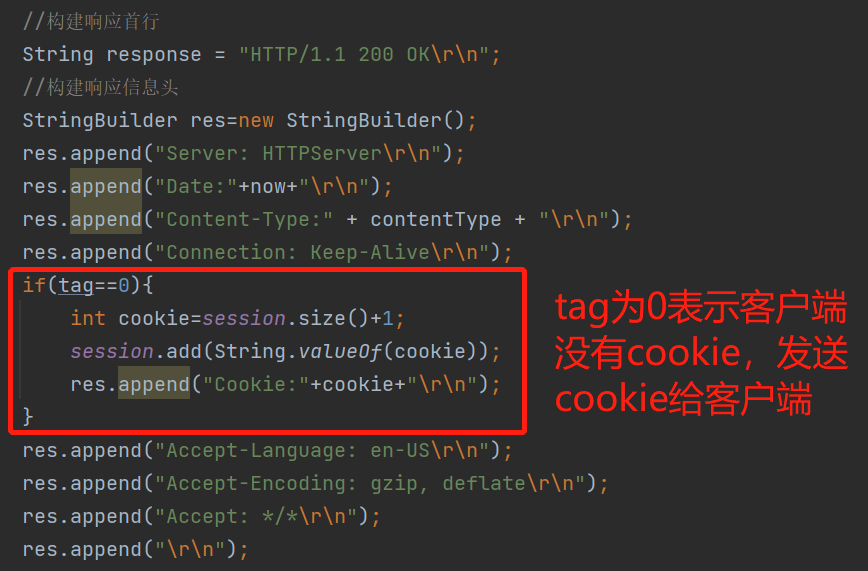 //构建响应首行
String response = "HTTP/1.1 200 OK\r\n";
//构建响应信息头
StringBuilder res=new StringBuilder();
res.append("Server: HTTPServer\r\n");
res.append("Date:"+now+"\r\n");
res.append("Content-Type:" + contentType + "\r\n");
res.append("Connection: Keep-Alive\r\n");
if(tag==0){
int cookie=session.size()+1;
session.add(String.valueOf(cookie));
res.append("Cookie:"+cookie+"\r\n");
}
tag为0表示客户端
没有cookie，发送
cookie给客户端
res.append("Accept-Language: en-US\r\n");
res.append("Accept-Encoding: gzip, deflate\r\n");
res.append("Accept: */*\r\n");
res.append("\r\n");